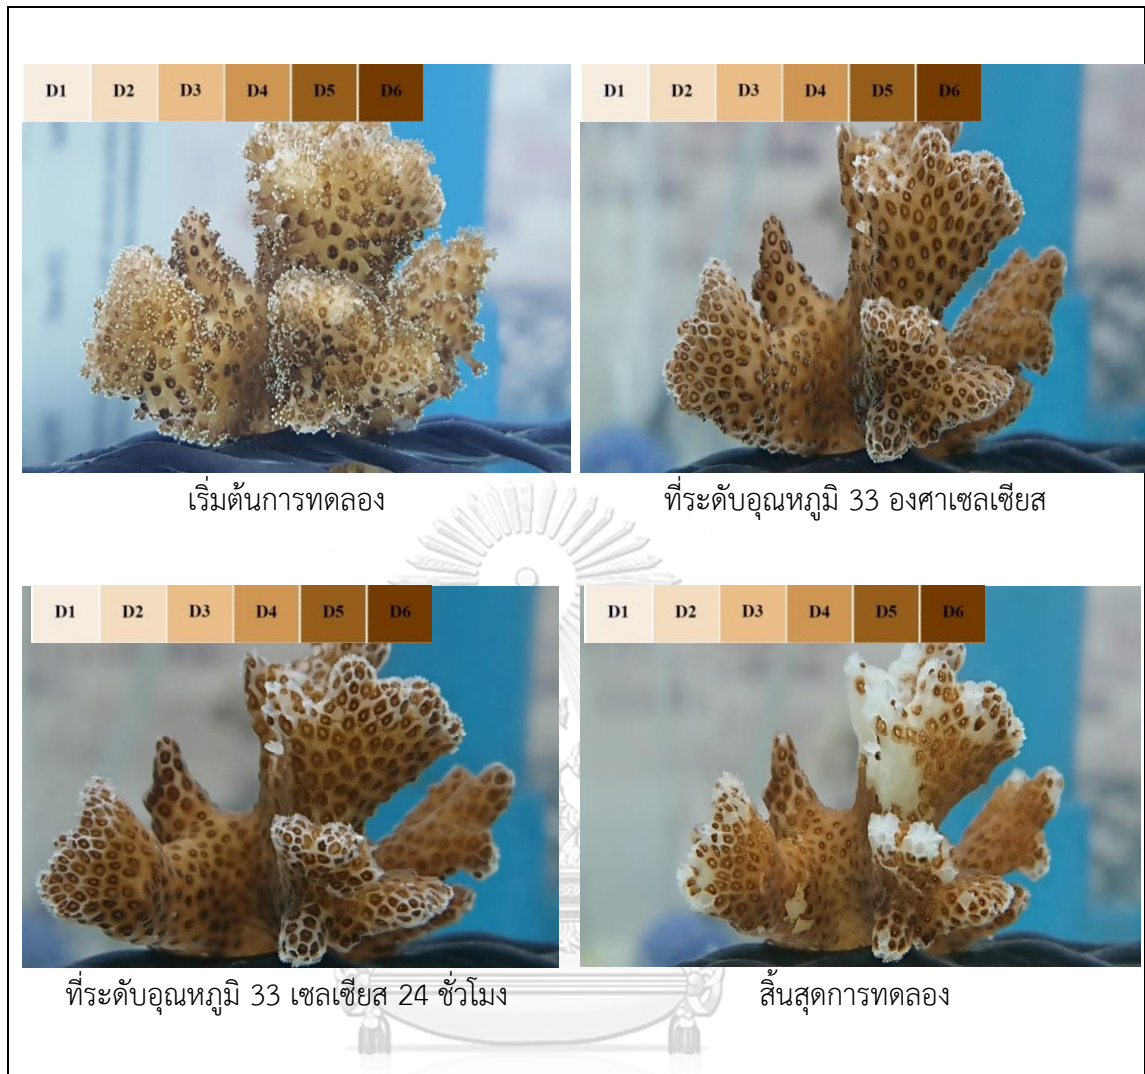 D1 D2 D3 D4 D5 D6
D1 D2 D3 D4 D5 D6
เริ่มต้นการทดลอง
ที่ระดับอุณหภูมิ 33 องศาเซลเซียส
D1 D2 D3 D4 D5 D6
D1 D2 D3 D4 D5 D6
ที่ระดับอุณหภูมิ 33 เซลเซียส 24 ชั่วโมง
สิ้นสุดการทดลอง